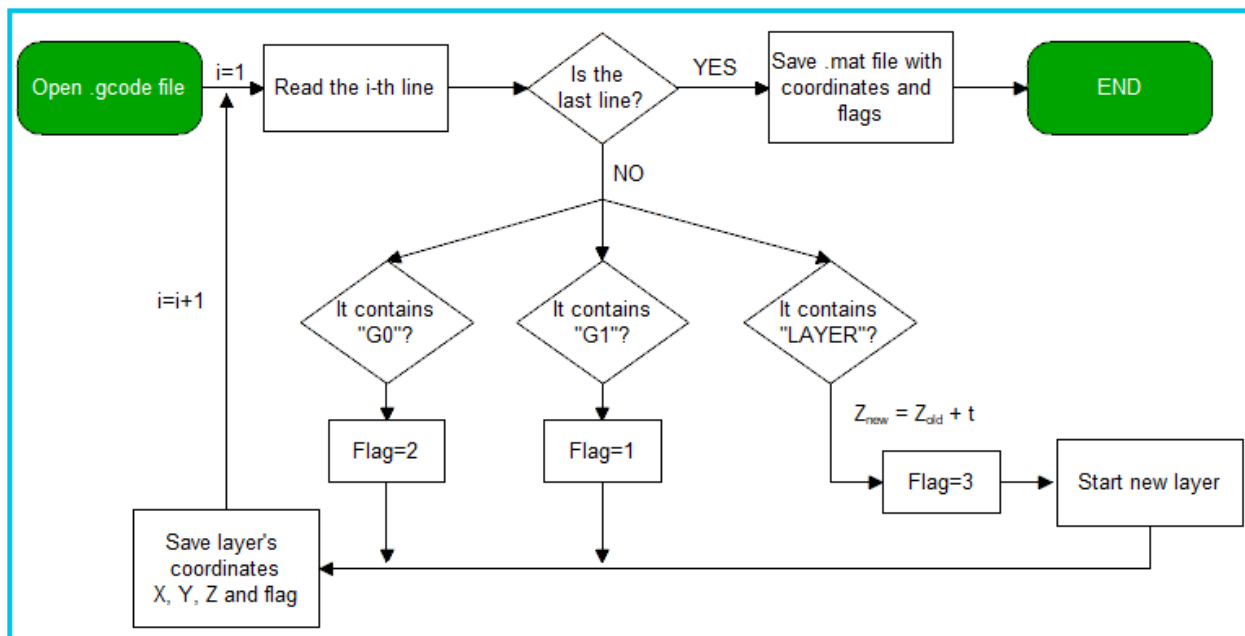 Open .gcode file
i=1
Read the i-th line
Is the
last line?
YES
Save .mat file with
coordinates and
flags
END
NO
i=i+1
It contains
"G0"?
It contains
"G1"?
It contains
"LAYER"?
Z_new = Z_old + t
Flag=2
Flag=1
Flag=3
Start new layer
Save layer's
coordinates
X, Y, Z and flag